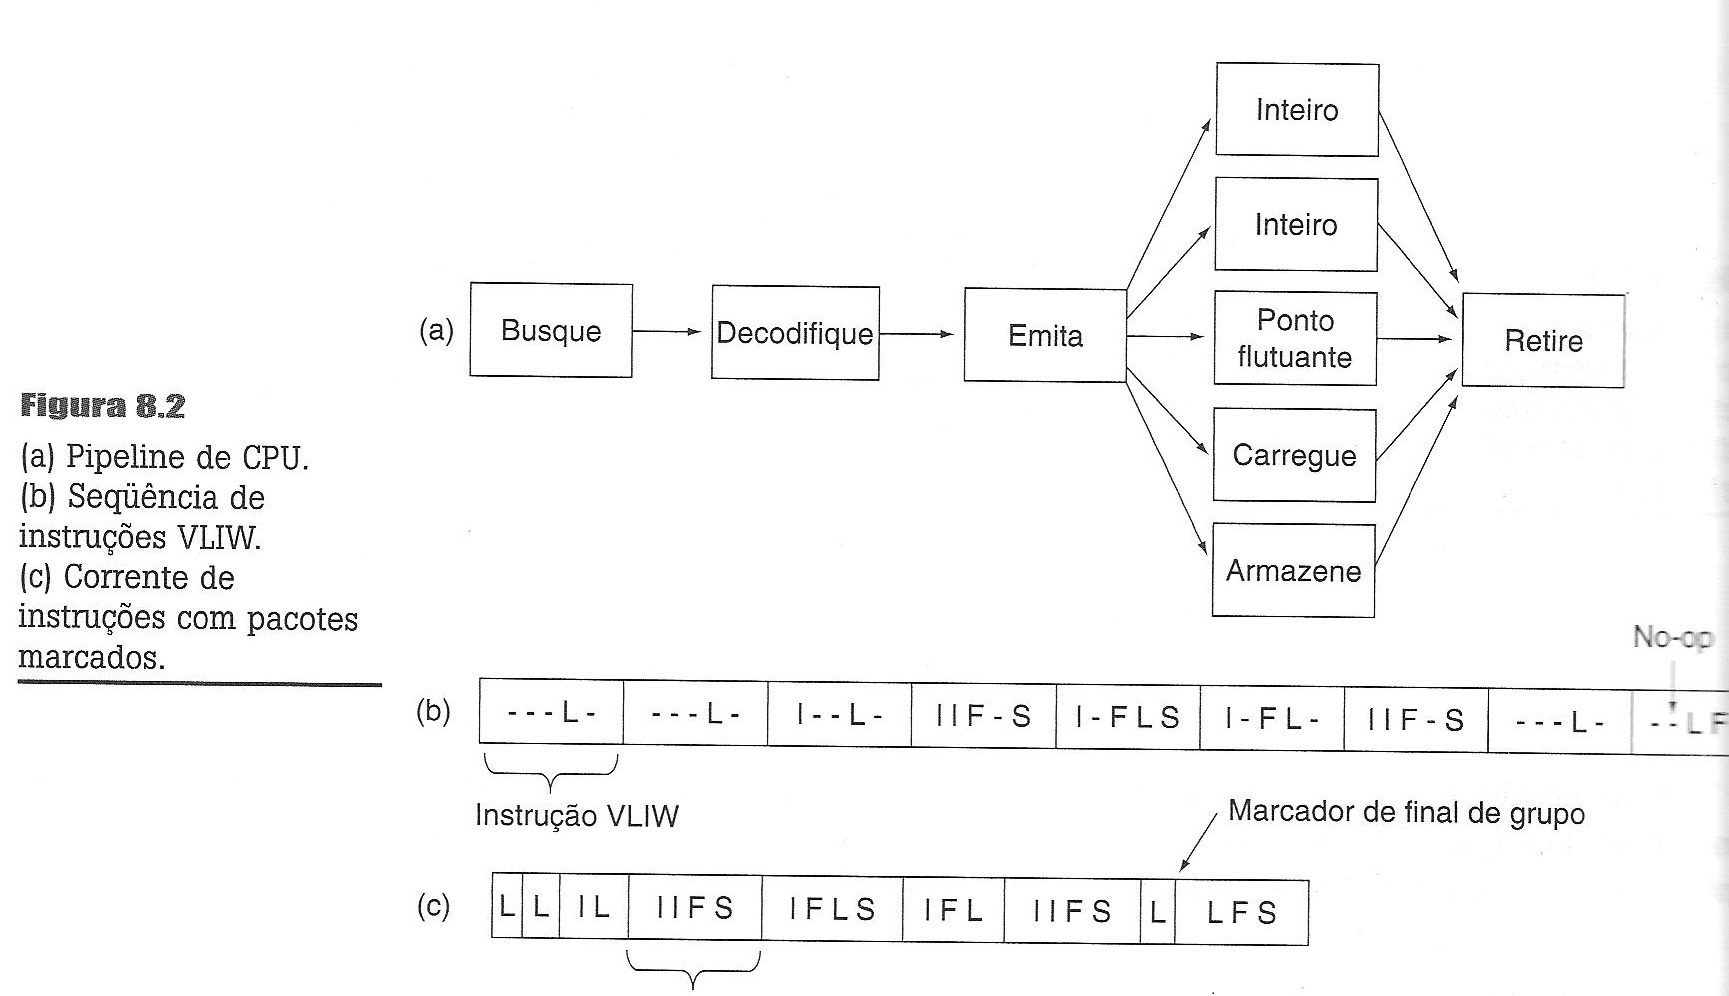 Inteiro
Inteiro
(a) Busque Decodifique Emita Ponto flutuante Retire
Carregue
Armazene
Figura 8.2
(a) Pipeline de CPU.
(b) Seqüência de
instruções VLIW.
(c) Corrente de
instruções com pacotes
marcados.
No-op
(b) - - - L - - - - L - I - - L - I I F - S I - F L S I - F L - I I F - S - - - L - - - L F
Instrução VLIW
Marcador de final de grupo
(c) L L I L I I F S I F L S I F L I I F S L L F S